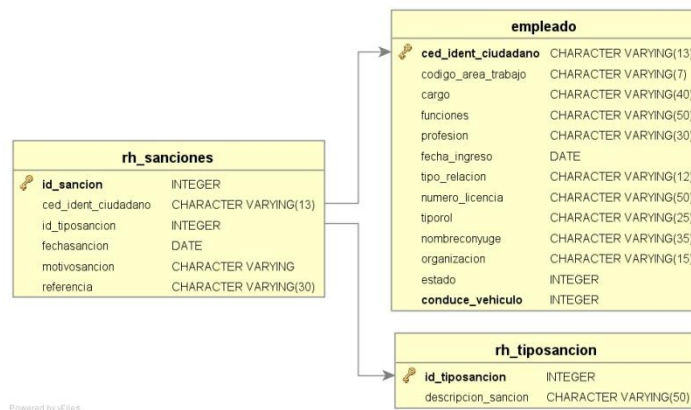 empleado
ced_ident_ciudadano CHARACTER VARYING(13)
codigo_area_trabajo CHARACTER VARYING(7)
cargo CHARACTER VARYING(40)
funciones CHARACTER VARYING(50)
profesion CHARACTER VARYING(30)
fecha_ingreso DATE
tipo_relacion CHARACTER VARYING(12)
numero_licencia CHARACTER VARYING(50)
tiporol CHARACTER VARYING(25)
nombreconyuge CHARACTER VARYING(35)
organizacion CHARACTER VARYING(15)
estado INTEGER
conduce_vehiculo INTEGER
rh_sanciones
id_sancion INTEGER
ced_ident_ciudadano CHARACTER VARYING(13)
id_tiposancion INTEGER
fechasancion DATE
motivosancion CHARACTER VARYING
referencia CHARACTER VARYING(30)
rh_tiposancion
id_tiposancion INTEGER
descripcion_sancion CHARACTER VARYING(50)
Powered by yFiles